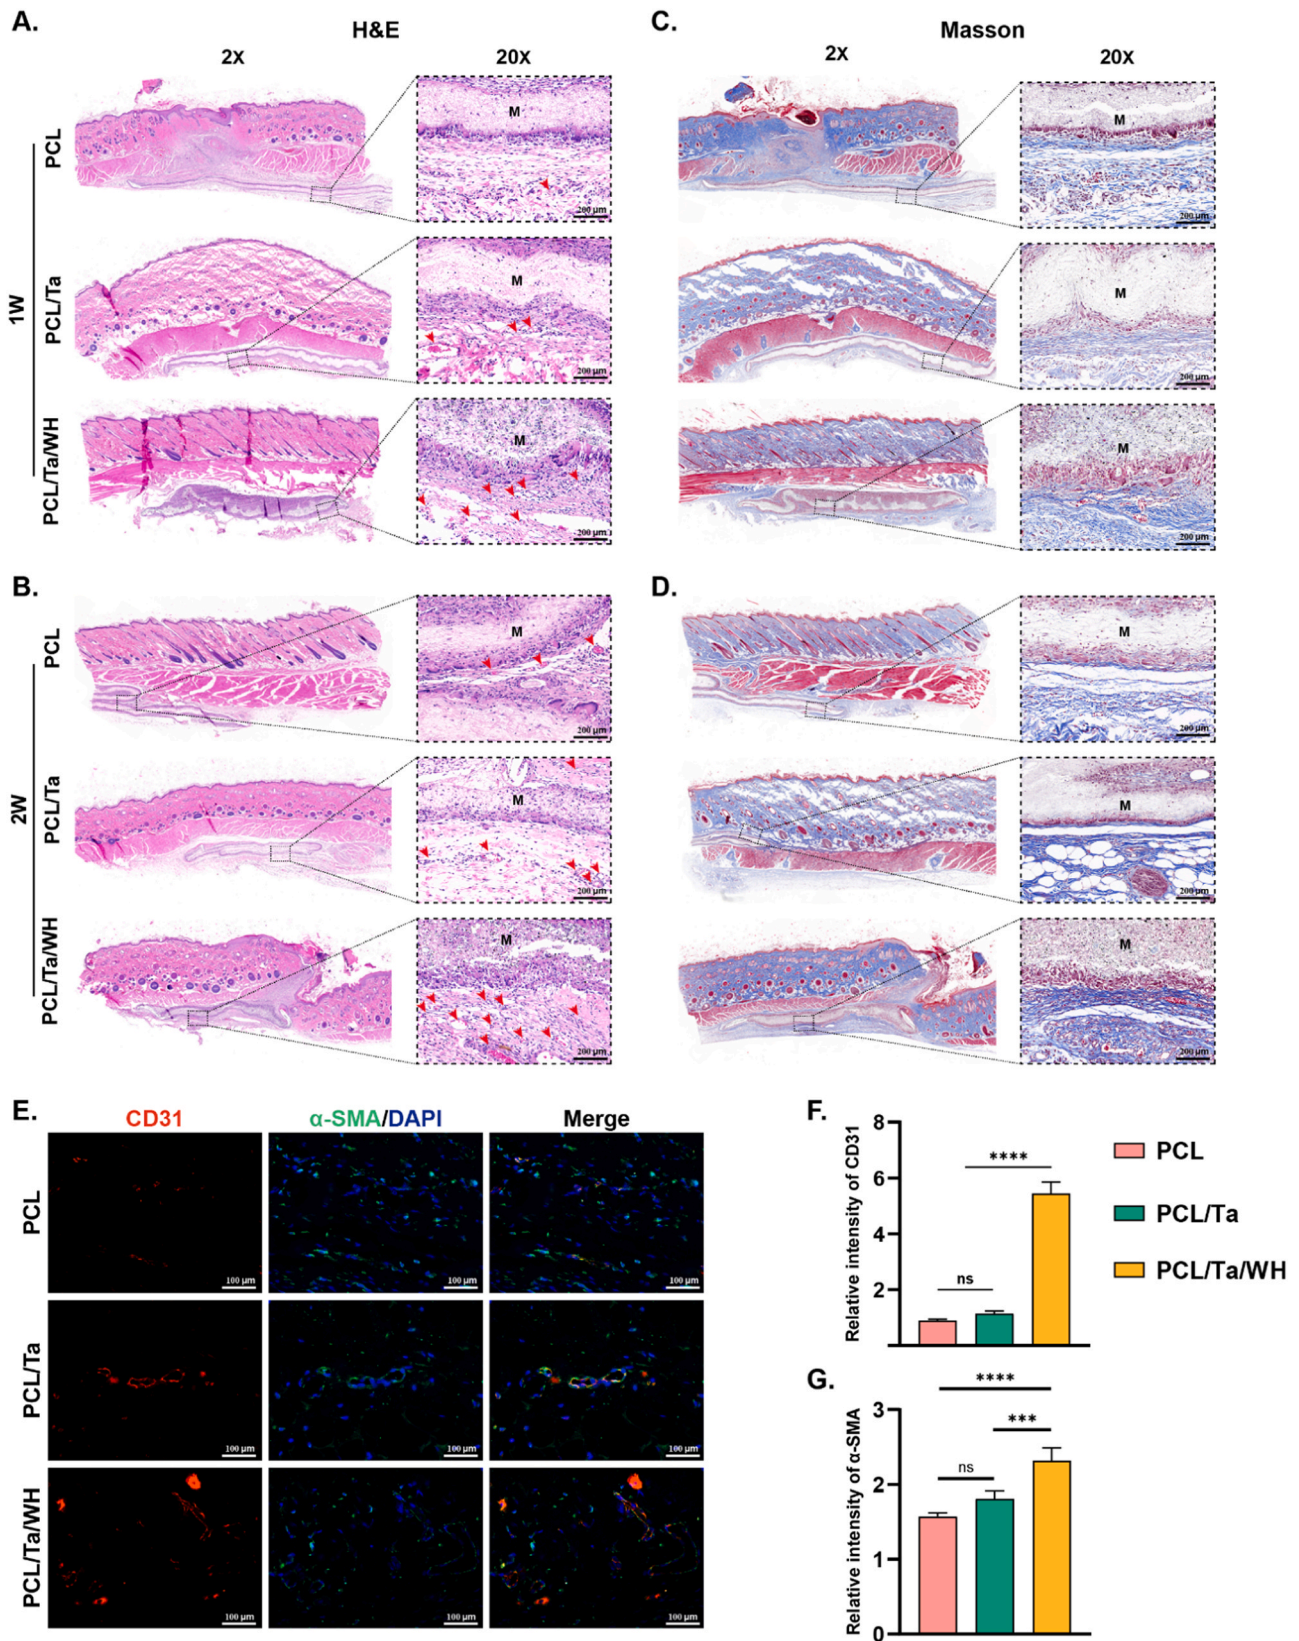 A.
H&E
2X
20X
1W
PCL
M
200 μm
PCL/Ta
M
200 μm
PCL/Ta/WH
M
200 μm
C.
Masson
2X
20X
M
200 μm
M
200 μm
M
200 μm
B.
2W
PCL
M
200 μm
PCL/Ta
M
200 μm
PCL/Ta/WH
M
200 μm
D.
M
200 μm
M
200 μm
M
200 μm
E.
CD31
α-SMA/DAPI
Merge
PCL
100 μm
100 μm
100 μm
PCL/Ta
100 μm
100 μm
100 μm
PCL/Ta/WH
100 μm
100 μm
100 μm
F.
Relative intensity of CD31
8
6
4
2
ns
****
PCL
PCL/Ta
PCL/Ta/WH
G.
Relative intensity of α-SMA
3
2
1
0
ns
***
****